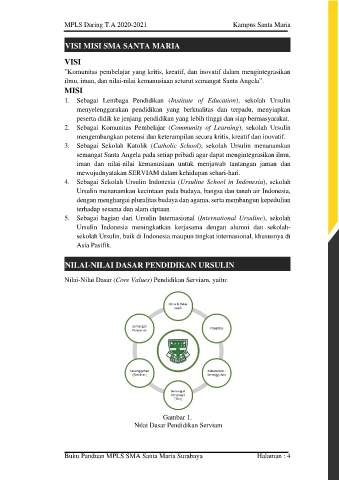 MPLS Daring T.A 2020-2021 Kampus Santa Maria
VISI MISI SMA SANTA MARIA
VISI
"Komunitas pembelajar yang kritis, kreatif, dan inovatif dalam mengintegrasikan
ilmu, iman, dan nilai-nilai kemanusiaan seturut semangat Santa Angela".
MISI
1. Sebagai Lembaga Pendidikan (Institute of Education), sekolah Ursulin
menyelenggarakan pendidikan yang berkualitas dan terpadu, menyiapkan
peserta didik ke jenjang pendidikan yang lebih tinggi dan siap bermasyarakat.
2. Sebagai Komunitas Pembelajar (Community of Learning), sekolah Ursulin
mengembangkan potensi dan keterampilan secara kritis, kreatif dan inovatif.
3. Sebagai Sekolah Katolik (Catholic School), sekolah Ursulin menanamkan
semangat Santa Angela pada setiap pribadi agar dapat mengintegrasikan ilmu,
iman dan nilai-nilai kemanusiaan untuk menjawab tantangan jaman dan
mewujudnyatakan SERVIAM dalam kehidupan sehari-hari.
4. Sebagai Sekolah Ursulin Indonesia (Ursuline School in Indonesia), sekolah
Ursulin menanamkan kecintaan pada budaya, bangsa dan tanah air Indonesia,
dengan menghargai pluralitas budaya dan agama, serta membangun kepedulian
terhadap sesama dan alam ciptaan
5. Sebagai bagian dari Ursulin Internasional (International Ursuline), sekolah
Ursulin Indonesia meningkatkan kerjasama dengan alumni dan sekolah-
sekolah Ursulin, baik di Indonesia maupun tingkat internasional, khususnya di
Asia Pasifik.
NILAI-NILAI DASAR PENDIDIKAN URSULIN
Nilai-Nilai Dasar (Core Values) Pendidikan Serviam, yaitu:
Cinta & Belas
Kasih
Integritas
Semangat
Pelayanan
Keberanian -
Ketangguhan
Semangat
Persatuan
Gambar 1.
Nilai Dasar Pendidikan Serviam
Buku Panduan MPLS SMA Santa Maria Surabaya Halaman : 4